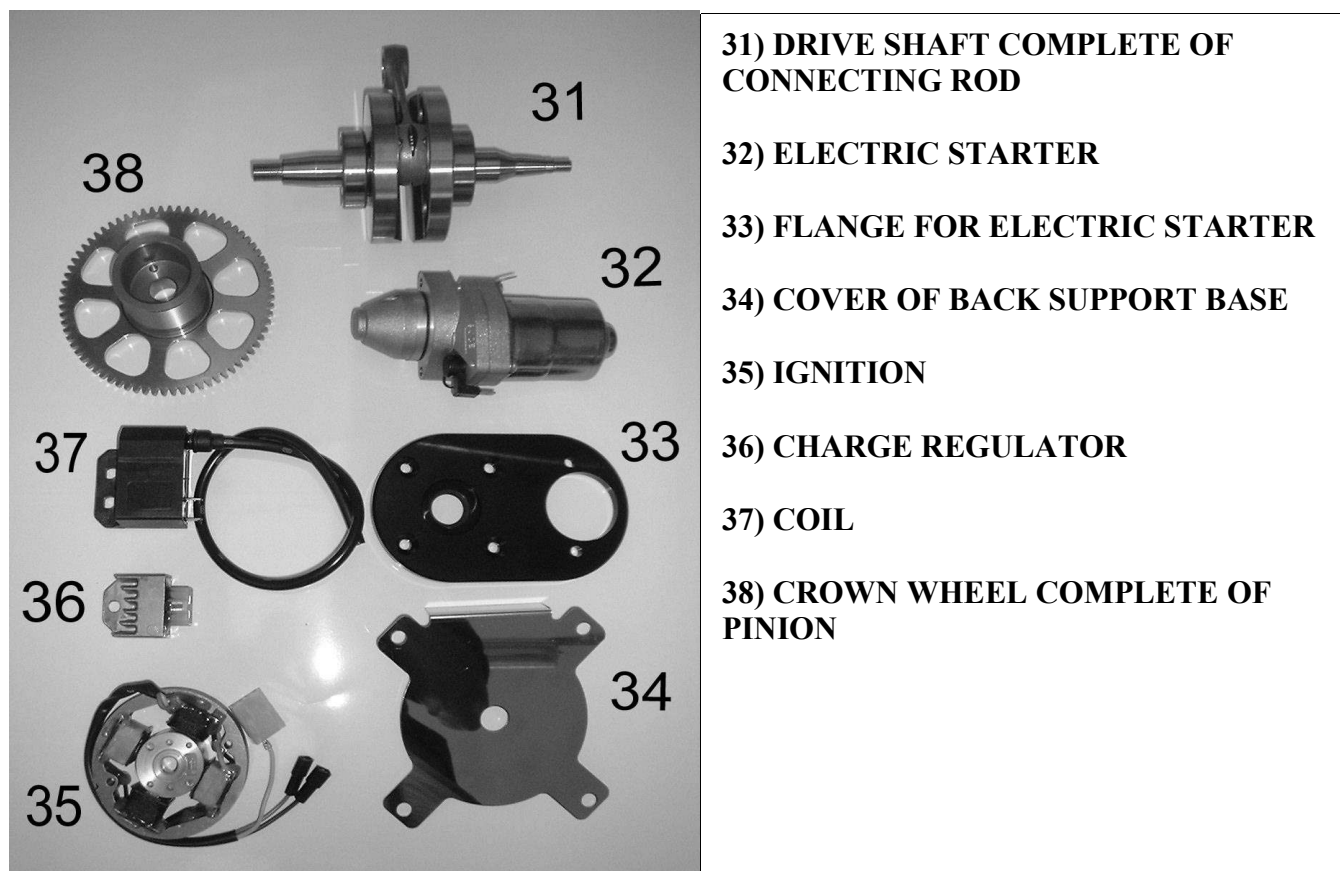 31
38
32
33
37
36
34
35
31) DRIVE SHAFT COMPLETE OF
CONNECTING ROD
32) ELECTRIC STARTER
33) FLANGE FOR ELECTRIC STARTER
34) COVER OF BACK SUPPORT BASE
35) IGNITION
36) CHARGE REGULATOR
37) COIL
38) CROWN WHEEL COMPLETE OF
PINION